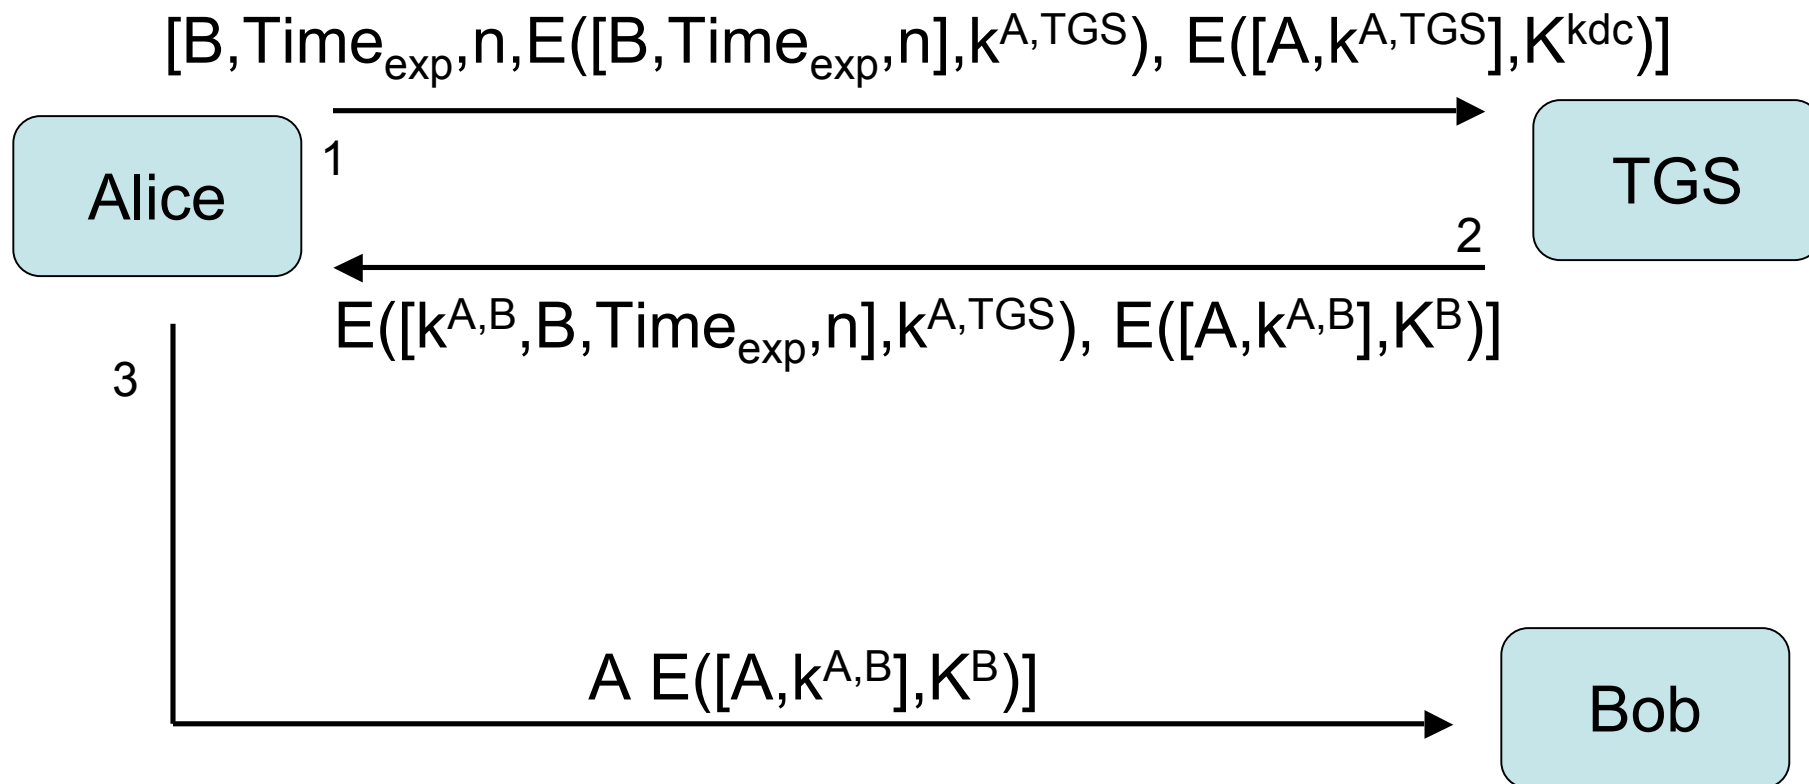 [B,Time_exp,n,E([B,Time_exp,n],k^A,TGS), E([A,k^A,TGS],K^kdc)]
1
Alice
TGS
2
E([k^A,B,B,Time_exp,n],k^A,TGS), E([A,k^A,B],K^B)]
3
A E([A,k^A,B],K^B)]
Bob